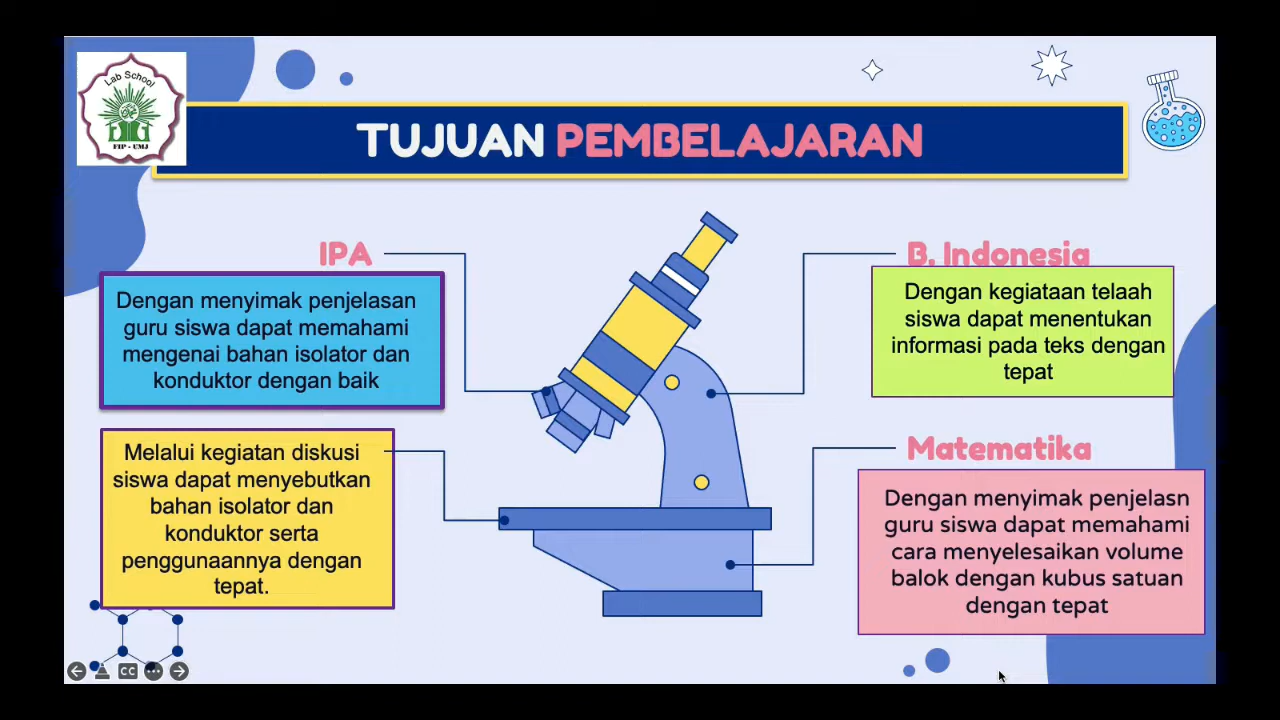 Lab School
FIP - UMJ
TUJUAN PEMBELAJARAN
IPA
Dengan menyimak penjelasan
guru siswa dapat memahami
mengenai bahan isolator dan
konduktor dengan baik
Melalui kegiatan diskusi
siswa dapat menyebutkan
bahan isolator dan
konduktor serta
penggunaannya dengan
tepat.
B. Indonesia
Dengan kegiataan telaah
siswa dapat menentukan
informasi pada teks dengan
tepat
Matematika
Dengan menyimak penjelasn
guru siswa dapat memahami
cara menyelesaikan volume
balok dengan kubus satuan
dengan tepat
CC